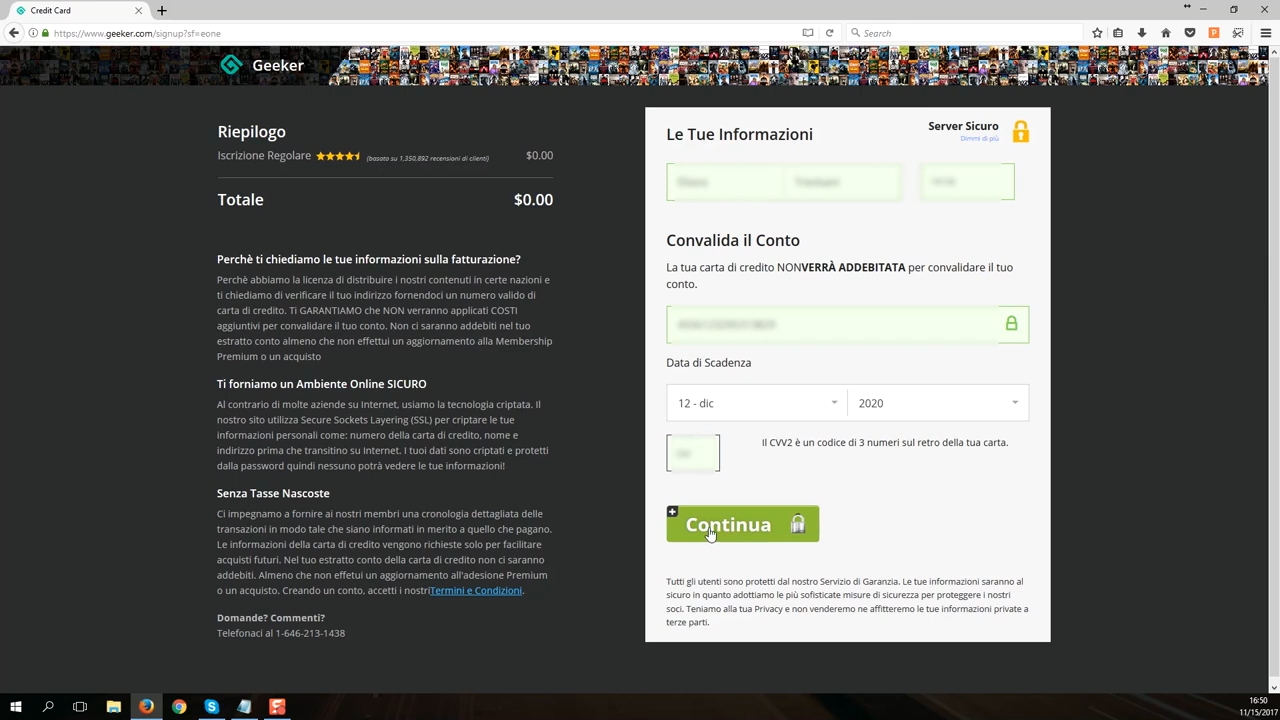 Credit Card
https://www.geeker.com/signup?sf=eone
Search
Geeker
Riepilogo
Iscrizione Regolare (basato su 1,350,892 recensioni di clienti) $0.00
Totale $0.00
Perchè ti chiediamo le tue informazioni sulla fatturazione?
Perchè abbiamo la licenza di distribuire i nostri contenuti in certe nazioni e
ti chiediamo di verificare il tuo indirizzo fornendoci un numero valido di
carta di credito. Ti GARANTIAMO che NON verranno applicati COSTI
aggiuntivi per convalidare il tuo conto. Non ci saranno addebiti nel tuo
estratto conto almeno che non effettui un aggiornamento alla Membership
Premium o un acquisto
Ti forniamo un Ambiente Online SICURO
Al contrario di molte aziende su Internet, usiamo la tecnologia criptata. Il
nostro sito utilizza Secure Sockets Layering (SSL) per criptare le tue
informazioni personali come: numero della carta di credito, nome e
indirizzo prima che transitino su Internet. I tuoi dati sono criptati e protetti
dalla password quindi nessuno potrà vedere le tue informazioni!
Senza Tasse Nascoste
Ci impegnamo a fornire ai nostri membri una cronologia dettagliata delle
transazioni in modo tale che siano informati in merito a quello che pagano.
Le informazioni della carta di credito vengono richieste solo per facilitare
acquisti futuri. Nel tuo estratto conto della carta di credito non ci saranno
addebiti. Almeno che non effetui un aggiornamento all'adesione Premium
o un acquisto. Creando un conto, accetti i nostriTermini e Condizioni.
Domande? Commenti?
Telefonaci al 1-646-213-1438
Le Tue Informazioni
Server Sicuro
Dimmi di più
Convalida il Conto
La tua carta di credito NONVERRÀ ADDEBITATA per convalidare il tuo
conto.
Data di Scadenza
12 - dic 2020
Il CVV2 è un codice di 3 numeri sul retro della tua carta.
Continua
Tutti gli utenti sono protetti dal nostro Servizio di Garanzia. Le tue informazioni saranno al
sicuro in quanto adottiamo le più sofisticate misure di sicurezza per proteggere i nostri
soci. Teniamo alla tua Privacy e non venderemo ne affitteremo le tue informazioni private a
terze parti.
16:50
11/15/2017